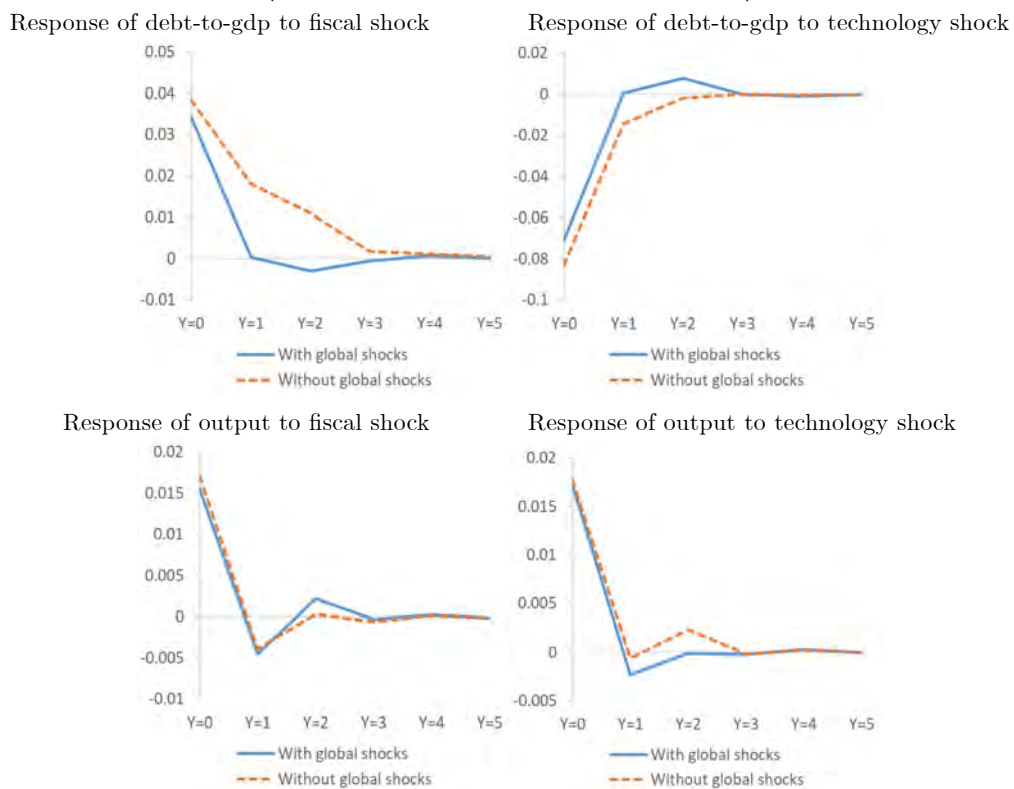 Response of debt-to-gdp to fiscal shock
0.05
0.04
0.03
0.02
0.01
0
-0.01
Y=0 Y=1 Y=2 Y=3 Y=4 Y=5
With global shocks
Without global shocks
Response of debt-to-gdp to technology shock
0.02
0
-0.02
-0.04
-0.06
-0.08
-0.1
Y=0 Y=1 Y=2 Y=3 Y=4 Y=5
With global shocks
Without global shocks
Response of output to fiscal shock
0.02
0.015
0.01
0.005
0
-0.005
-0.01
Y=0 Y=1 Y=2 Y=3 Y=4 Y=5
With global shocks
Without global shocks
Response of output to technology shock
0.02
0.015
0.01
0.005
0
-0.005
Y=0 Y=1 Y=2 Y=3 Y=4 Y=5
With global shocks
Without global shocks